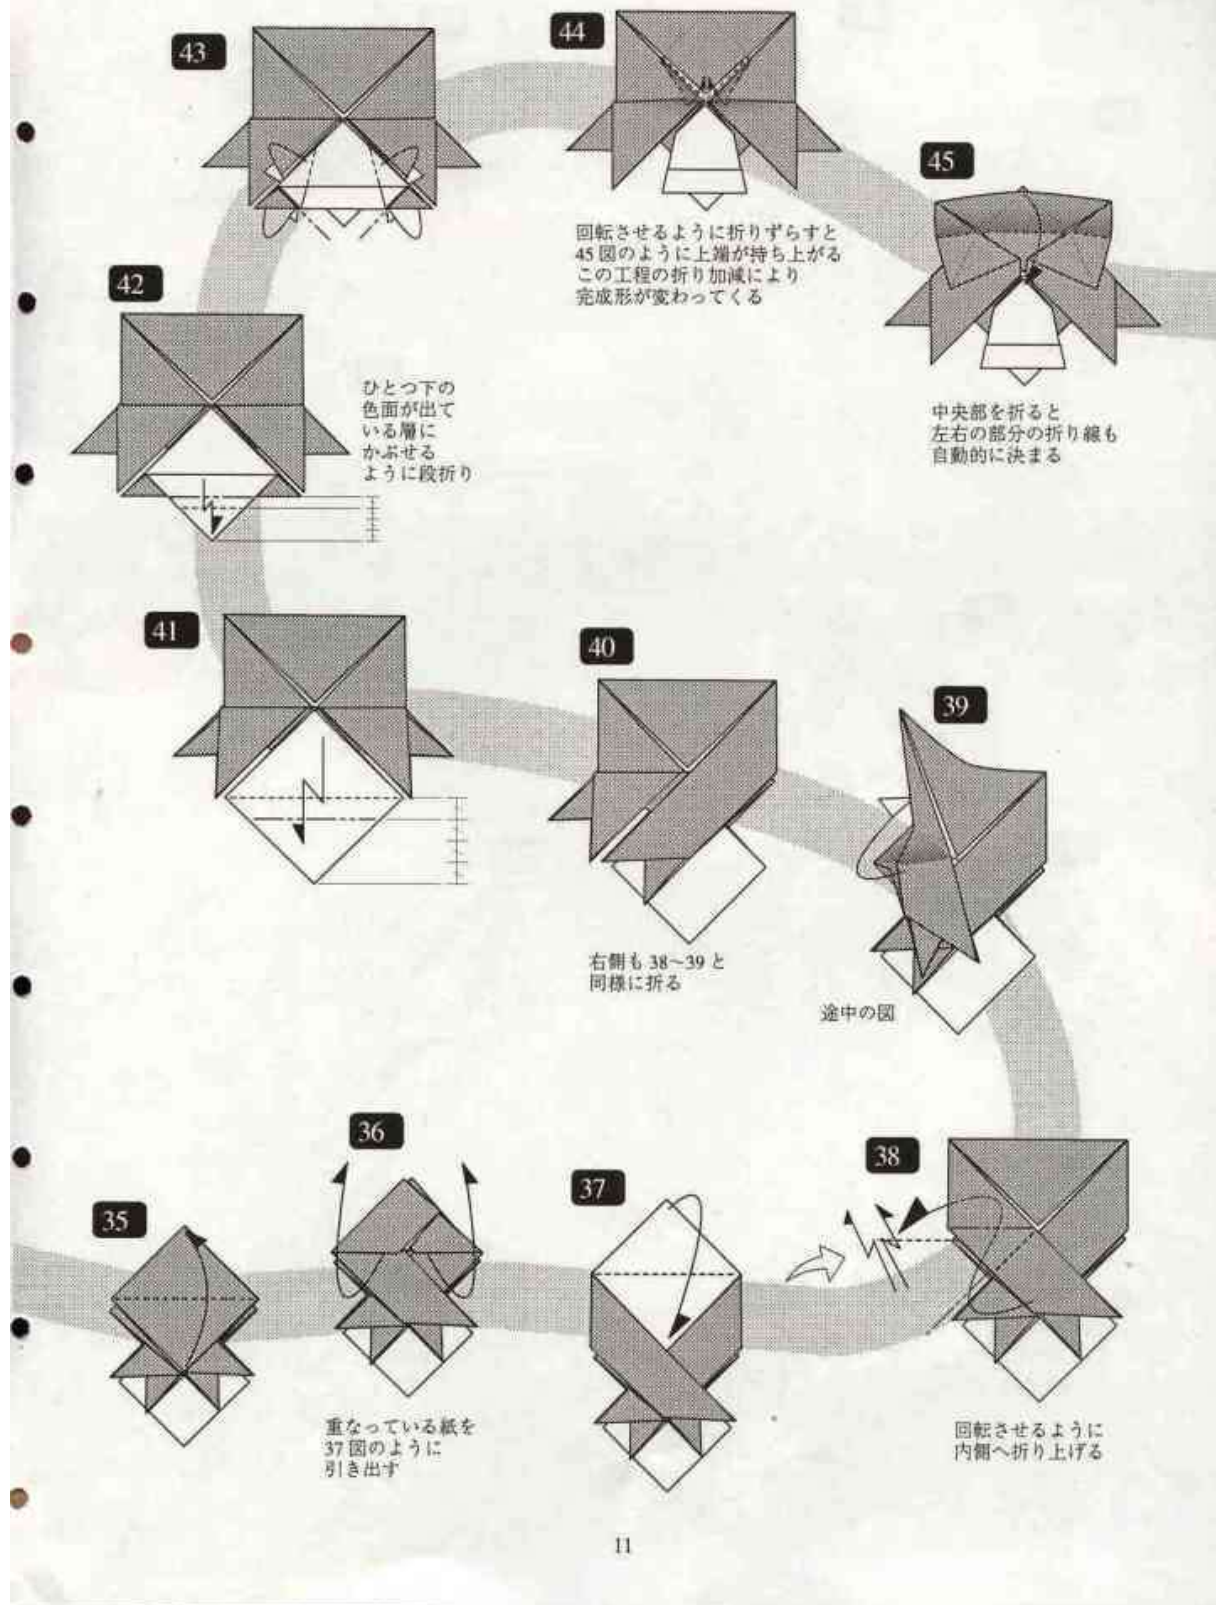 43
44
45
回転させるように折りずらすと
45図のように上端が持ち上がる
この工程の折り加減により
完成形が変わってくる
42
ひとつ下の
色面が出て
いる層に
かぶせる
ように段折り
中央部を折ると
左右の部分の折り線も
自動的に決まる
41
40
39
右側も38〜39と
同様に折る
途中の図
36
38
37
35
重なっている紙を
37図のように
引き出す
回転させるように
内側へ折り上げる
11